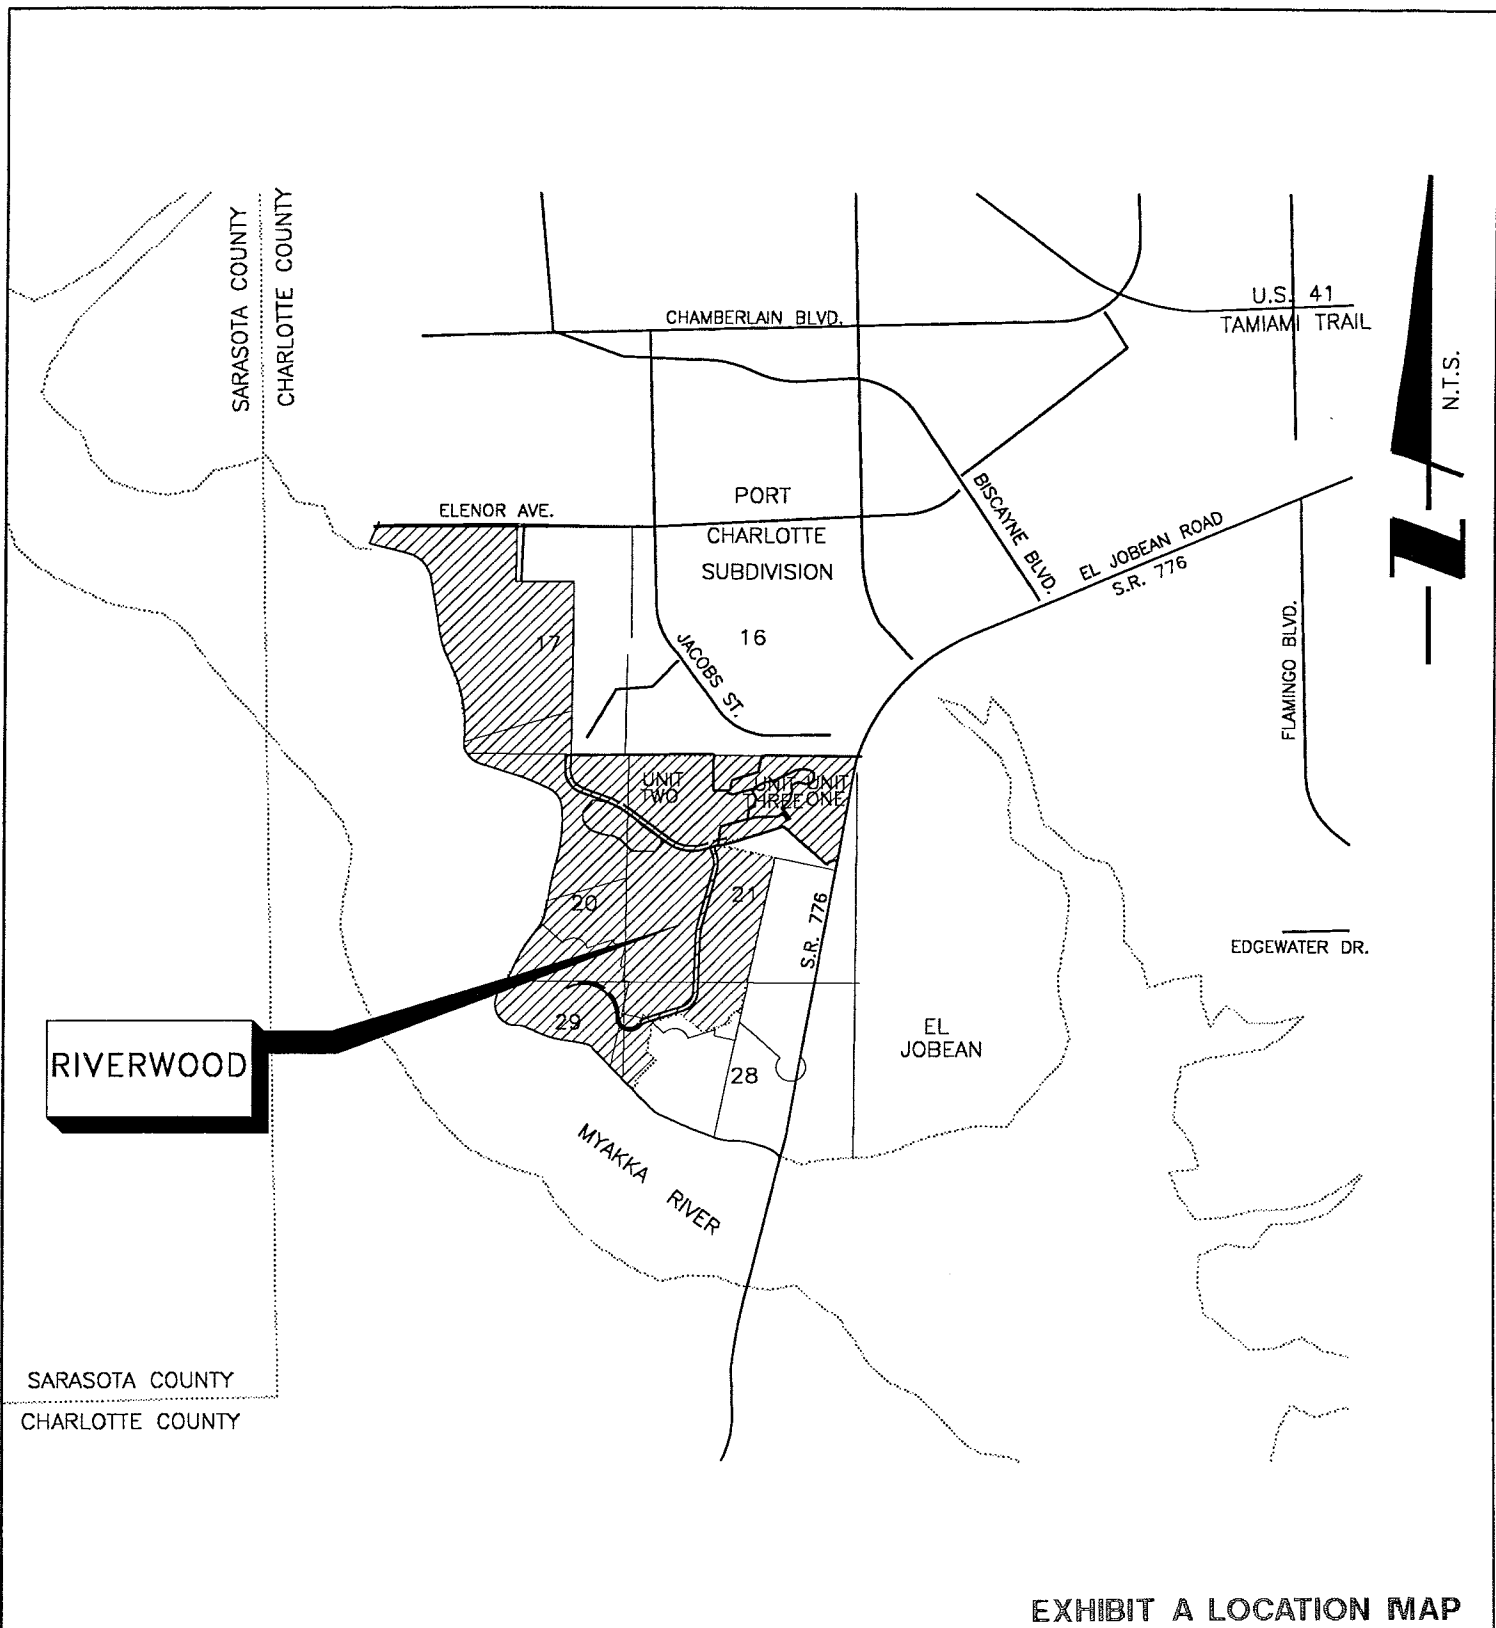 SARASOTA COUNTY
CHARLOTTE COUNTY
CHAMBERLAIN BLVD.
U.S. 41
TAMIAMI TRAIL
N.T.S.
Z
ELENOR AVE.
PORT
CHARLOTTE
SUBDIVISION
BISCAYNE BLVD.
EL JOBEAN ROAD
S.R. 776
FLAMINGO BLVD.
17
16
JACOBS ST.
UNIT
TWO
UNIT
THREE
UNIT
ONE
20
21
S.R. 776
EDGEWATER DR.
29
EL
JOBEAN
RIVERWOOD
28
MYAKKA RIVER
SARASOTA COUNTY
CHARLOTTE COUNTY
EXHIBIT A LOCATION MAP